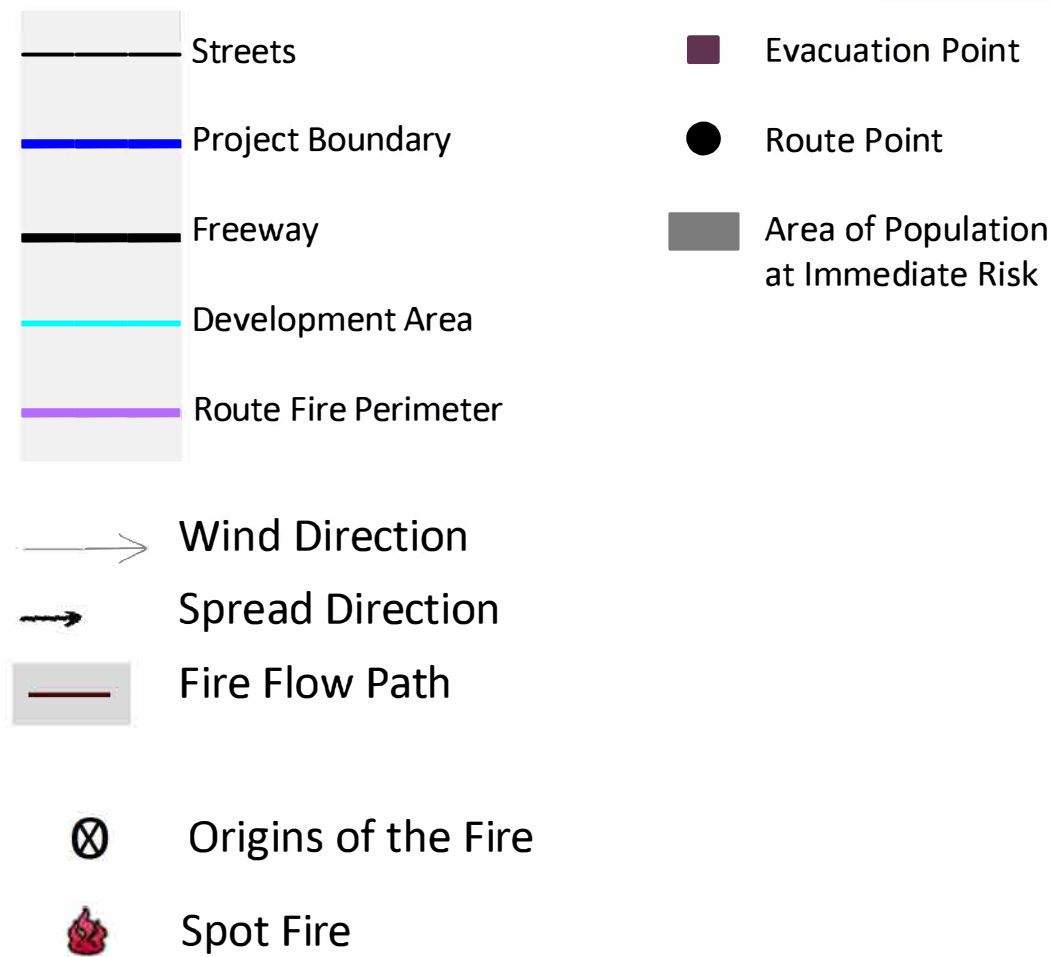 Streets
Project Boundary
Freeway
Development Area
Route Fire Perimeter
Evacuation Point
Route Point
Area of Population
at Immediate Risk
Wind Direction
Spread Direction
Fire Flow Path
Origins of the Fire
Spot Fire